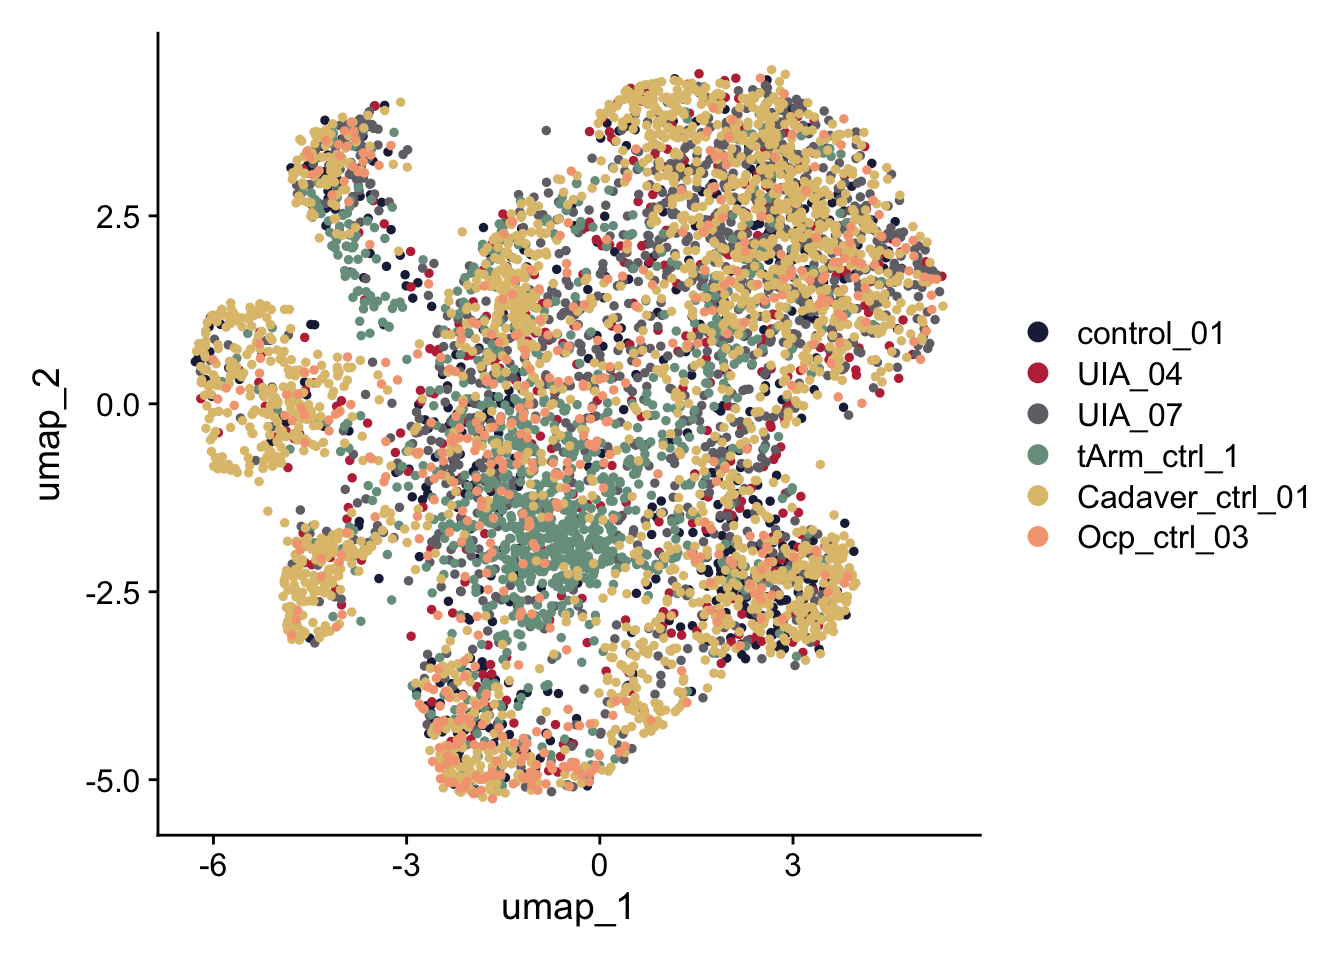 umap_2
2.5
0.0
-2.5
-5.0
-6
-3
0
3
umap_1
control_01
UIA_04
UIA_07
tArm_ctrl_1
Cadaver_ctrl_01
Ocp_ctrl_03